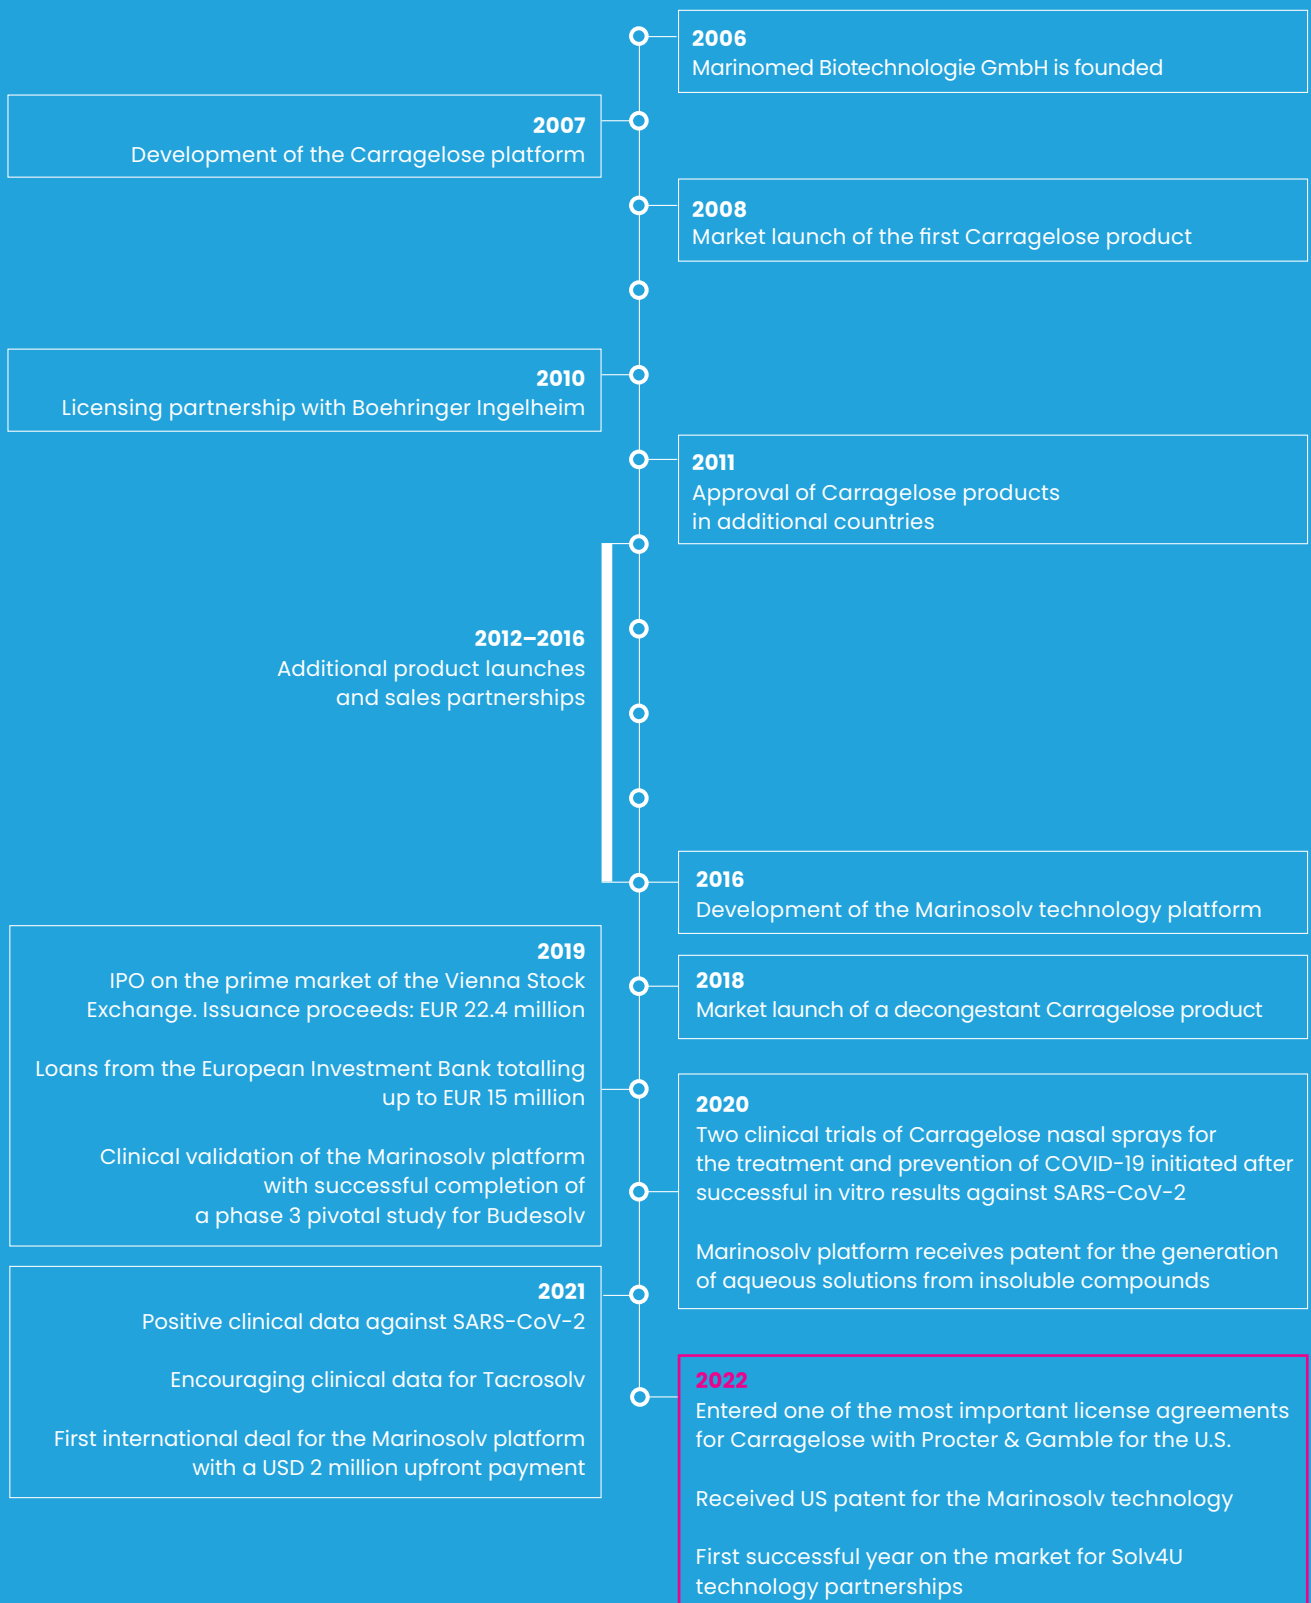 2006
Marinomed Biotechnologie GmbH is founded
2007
Development of the Carragelose platform
2008
Market launch of the first Carragelose product
2010
Licensing partnership with Boehringer Ingelheim
2011
Approval of Carragelose products
in additional countries
2012–2016
Additional product launches
and sales partnerships
2016
Development of the Marinosolv technology platform
2018
Market launch of a decongestant Carragelose product
2019
IPO on the prime market of the Vienna Stock
Exchange. Issuance proceeds: EUR 22.4 million
Loans from the European Investment Bank totalling
up to EUR 15 million
Clinical validation of the Marinosolv platform
with successful completion of
a phase 3 pivotal study for Budesolv
2020
Two clinical trials of Carragelose nasal sprays for
the treatment and prevention of COVID-19 initiated after
successful in vitro results against SARS-CoV-2
Marinosolv platform receives patent for the generation
of aqueous solutions from insoluble compounds
2021
Positive clinical data against SARS-CoV-2
Encouraging clinical data for Tacrosolv
First international deal for the Marinosolv platform
with a USD 2 million upfront payment
2022
Entered one of the most important license agreements
for Carragelose with Procter & Gamble for the U.S.
Received US patent for the Marinosolv technology
First successful year on the market for Solv4U
technology partnerships